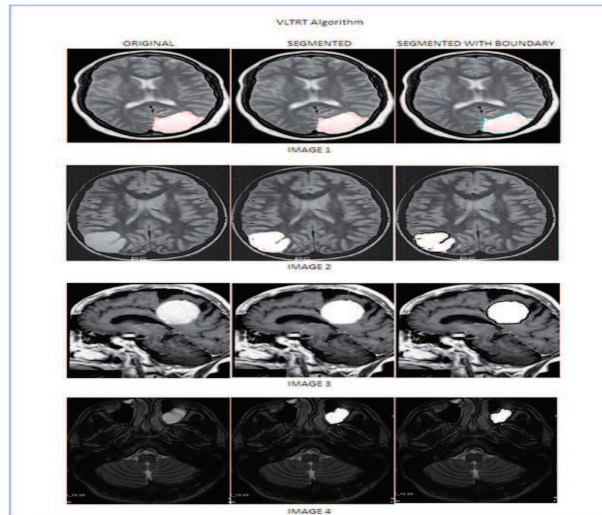 VLTRT Algorithm
ORIGINAL SEGMENTED SEGMENTED WITH BOUNDARY
IMAGE 1
IMAGE 2
IMAGE 3
IMAGE 4